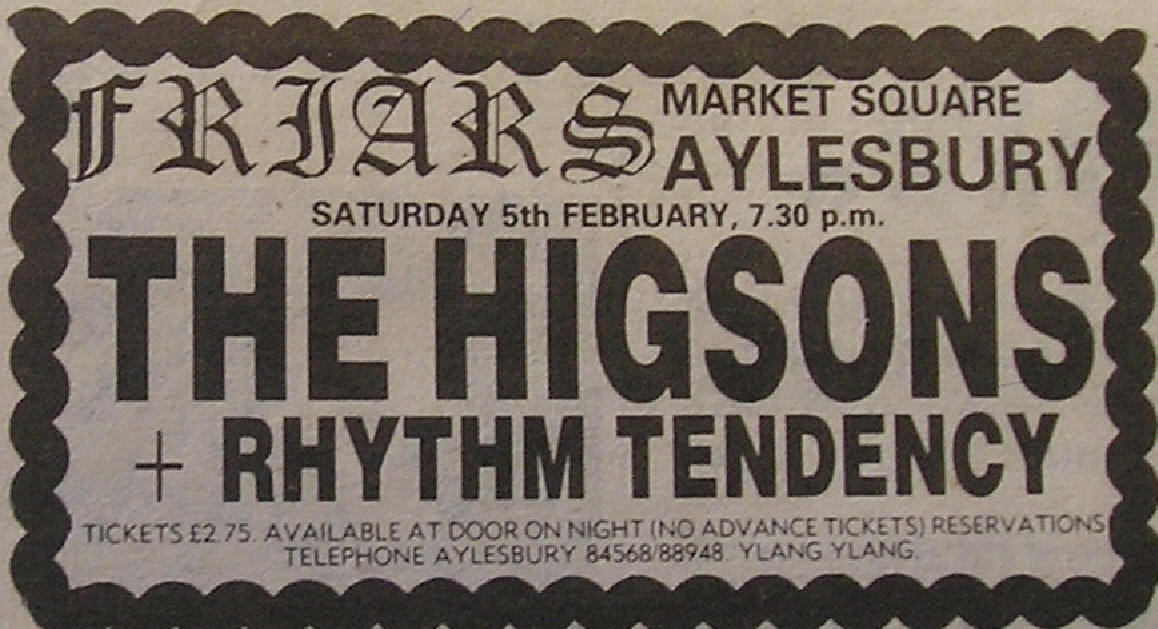 FRIARS MARKET SQUARE
AYLESBURY
SATURDAY 5th FEBRUARY, 7.30 p.m.
THE HIGSONS
+ RHYTHM TENDENCY
TICKETS £2.75. AVAILABLE AT DOOR ON NIGHT (NO ADVANCE TICKETS) RESERVATIONS
TELEPHONE AYLESBURY 84568/88948. YLANG YLANG.